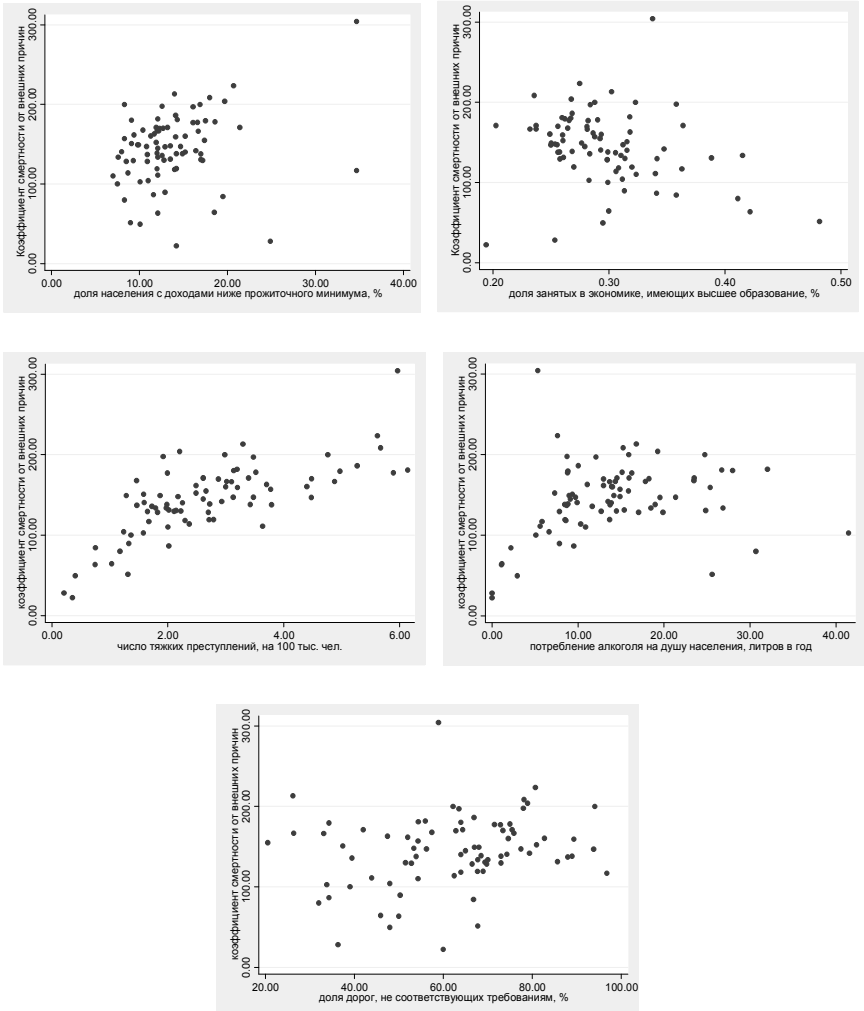 Коэффициент смертности от внешних причин
0.00 100.00 200.00 300.00
0.00 10.00 20.00 30.00 40.00
доля населения с доходами ниже прожиточного минимума, %
Коэффициент смертности от внешних причин
0.00 100.00 200.00 300.00
0.20 0.30 0.40 0.50
доля занятых в экономике, имеющих высшее образование, %
коэффициент смертности от внешних причин
0.00 100.00 200.00 300.00
0.00 2.00 4.00 6.00
число тяжких преступлений, на 100 тыс. чел.
коэффициент смертности от внешних причин
0.00 100.00 200.00 300.00
0.00 10.00 20.00 30.00 40.00
потребление алкоголя на душу населения, литров в год
коэффициент смертности от внешних причин
0.00 100.00 200.00 300.00
20.00 40.00 60.00 80.00 100.00
доля дорог, не соответствующих требованиям, %